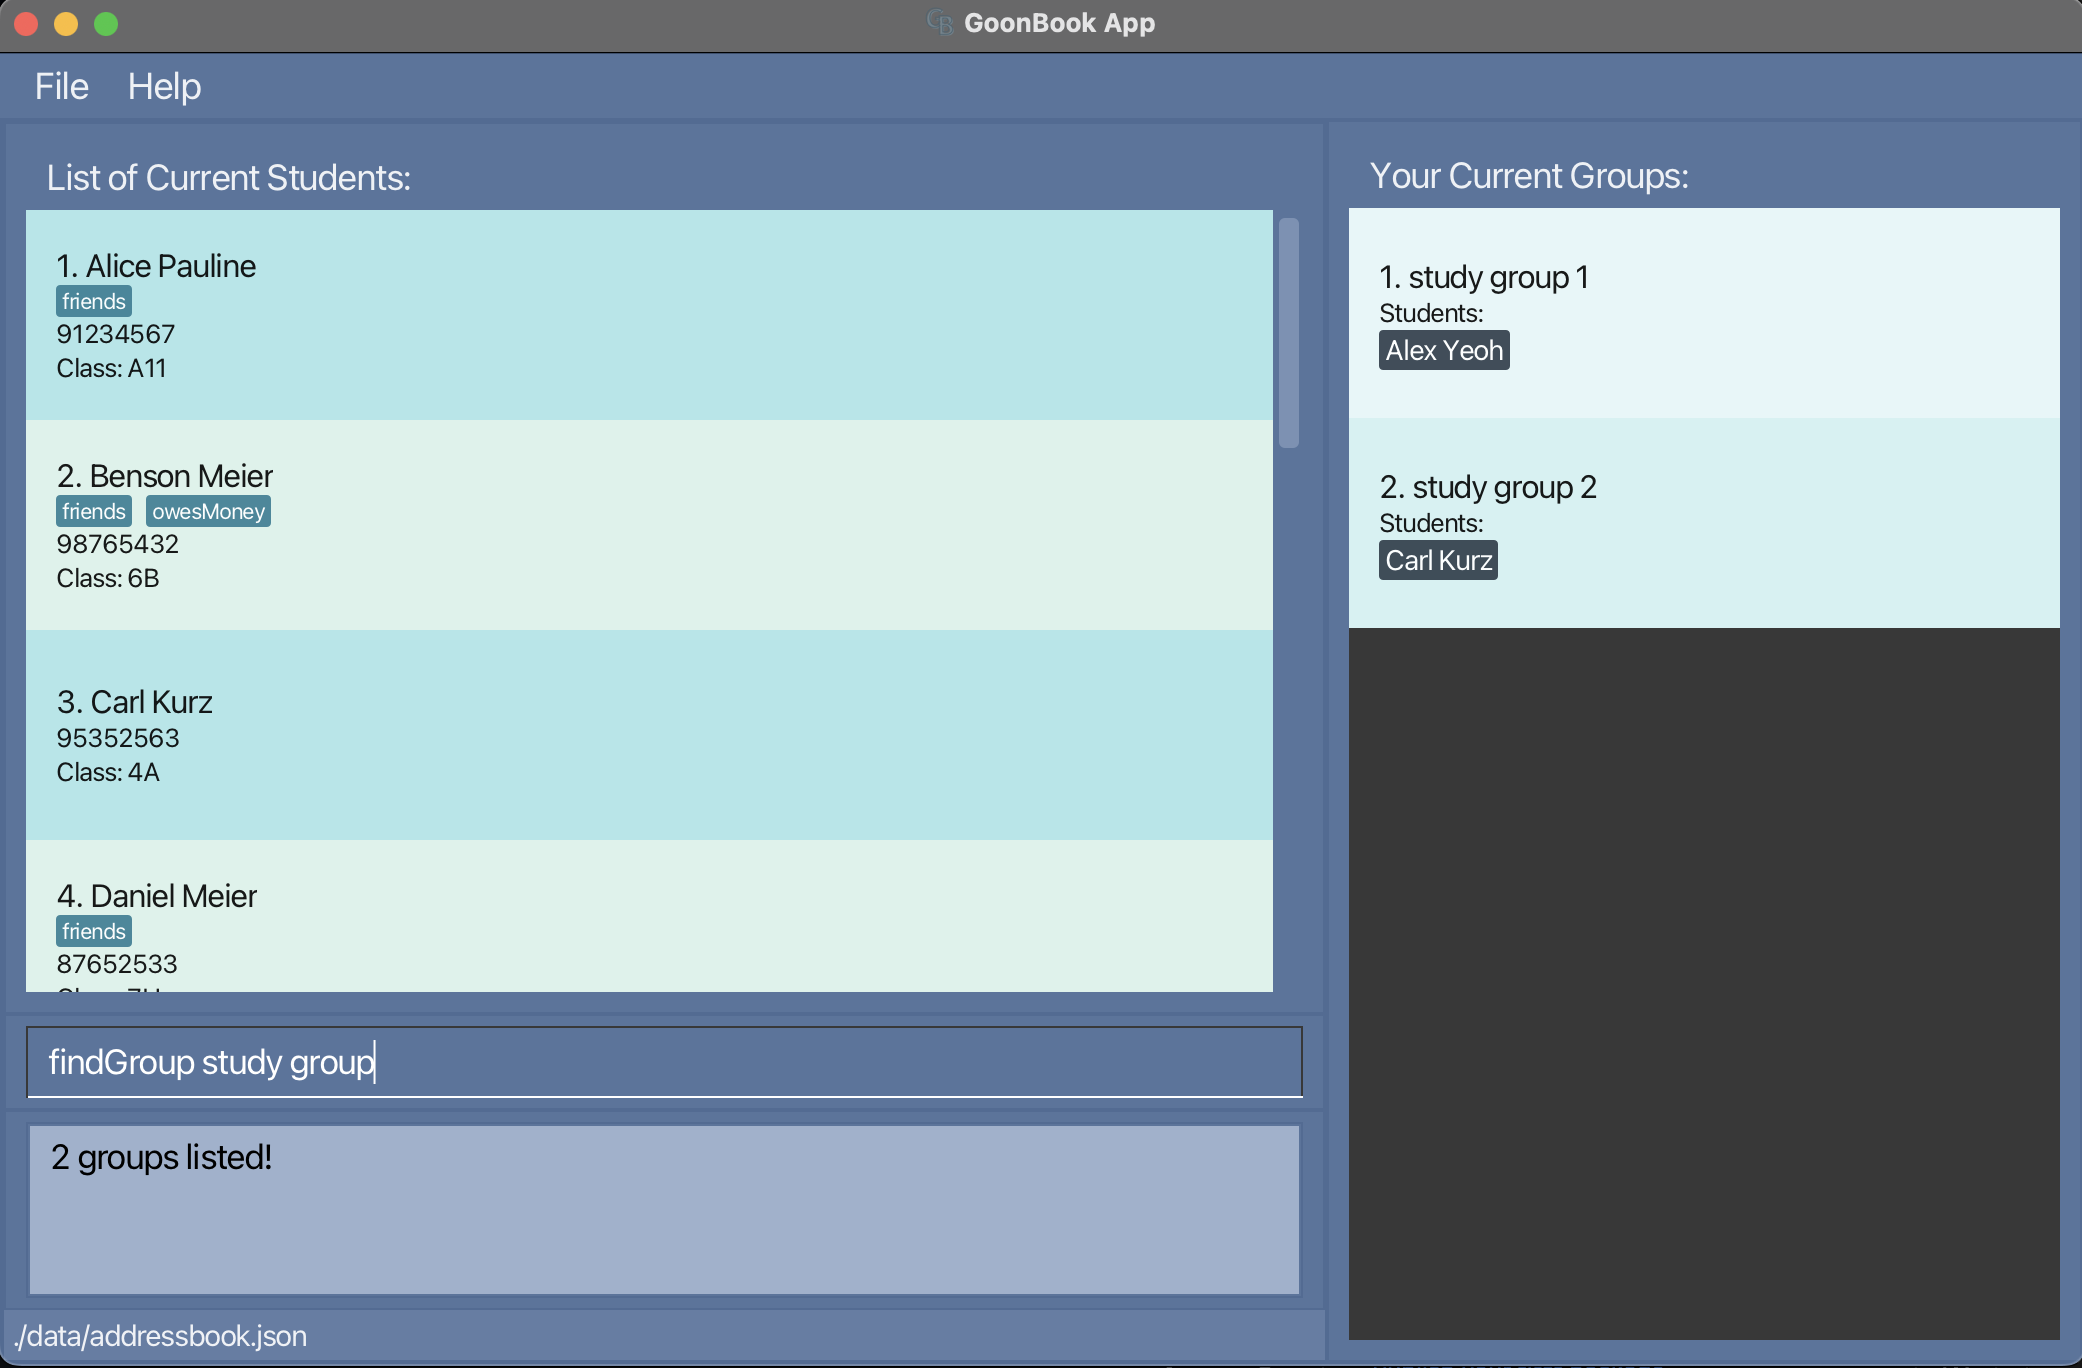 GoonBook App
File Help
List of Current Students:
1. Alice Pauline
friends
91234567
Class: A11
2. Benson Meier
friends owesMoney
98765432
Class: 6B
3. Carl Kurz
95352563
Class: 4A
4. Daniel Meier
friends
87652533
findGroup study group
2 groups listed!
./data/addressbook.json
Your Current Groups:
1. study group 1
Students:
Alex Yeoh
2. study group 2
Students:
Carl Kurz